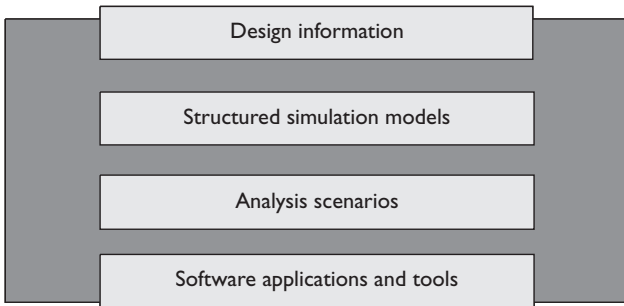 Design information
Structured simulation models
Analysis scenarios
Software applications and tools